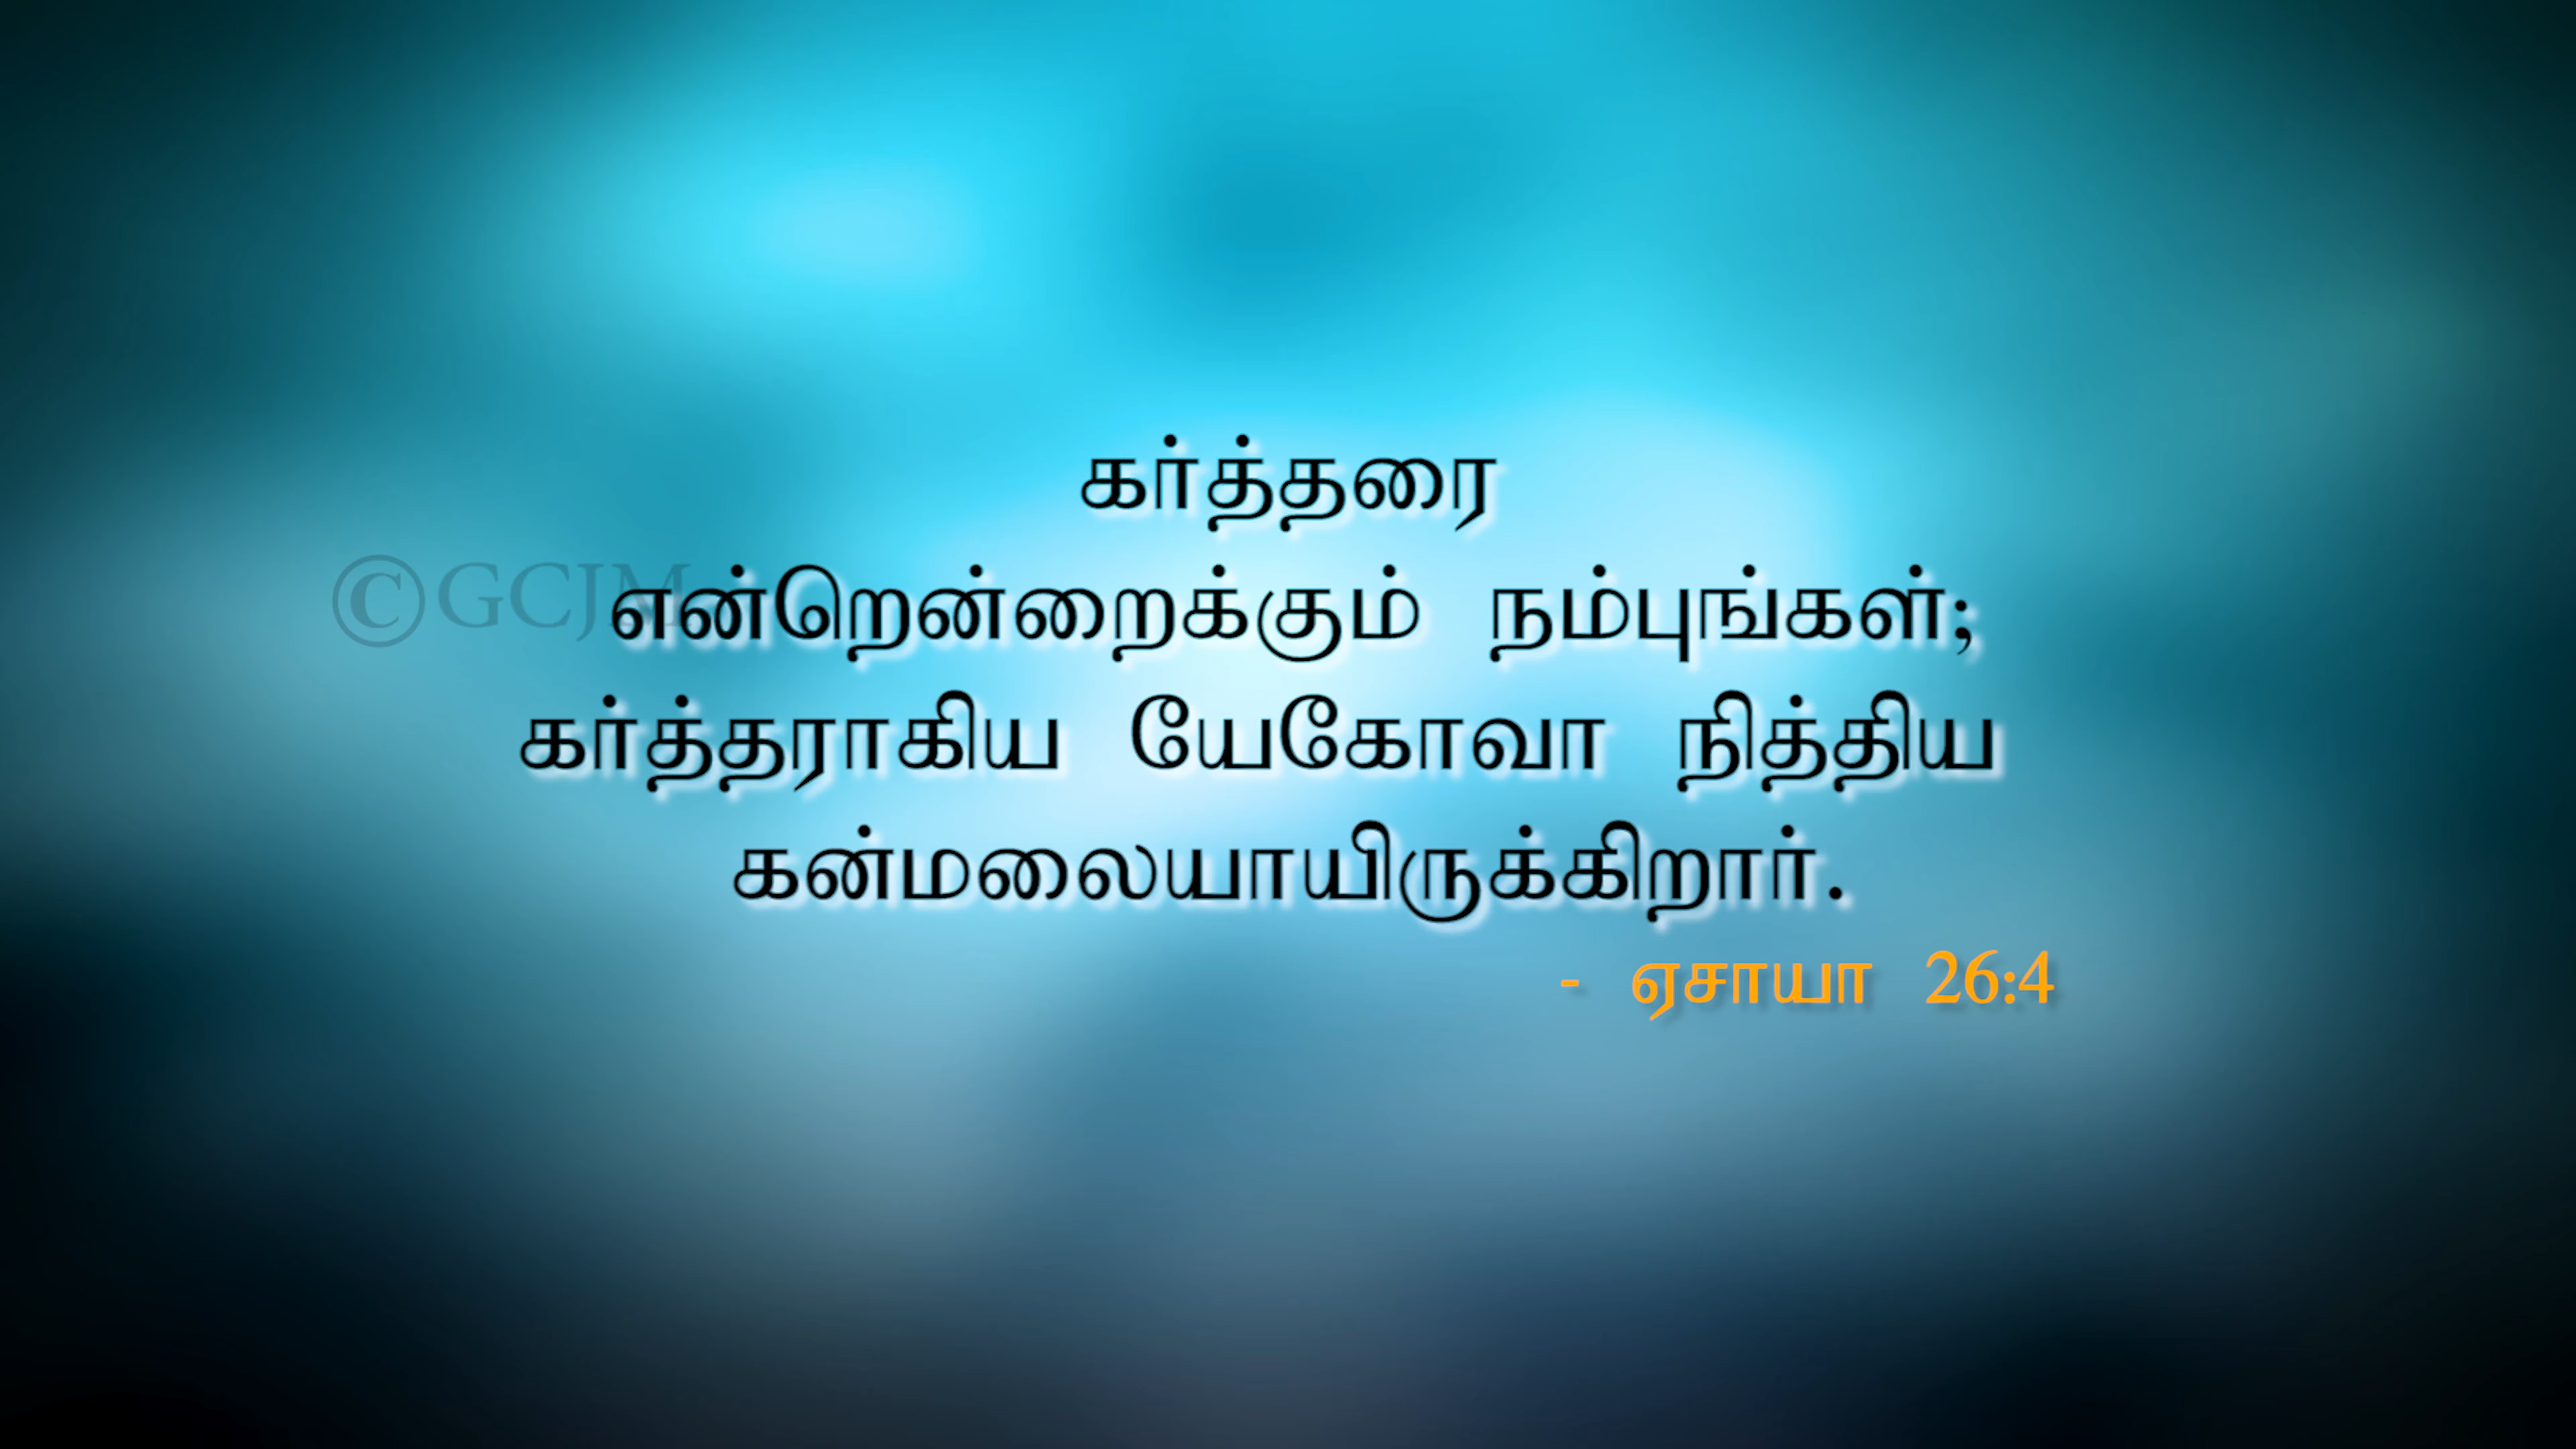 கர்த்தரை
©GCJM
என்றென்றைக்கும் நம்புங்கள்;
கர்த்தராகிய யேகோவா நித்திய
கன்மலையாயிருக்கிறார்.
- ஏசாயா 26:4